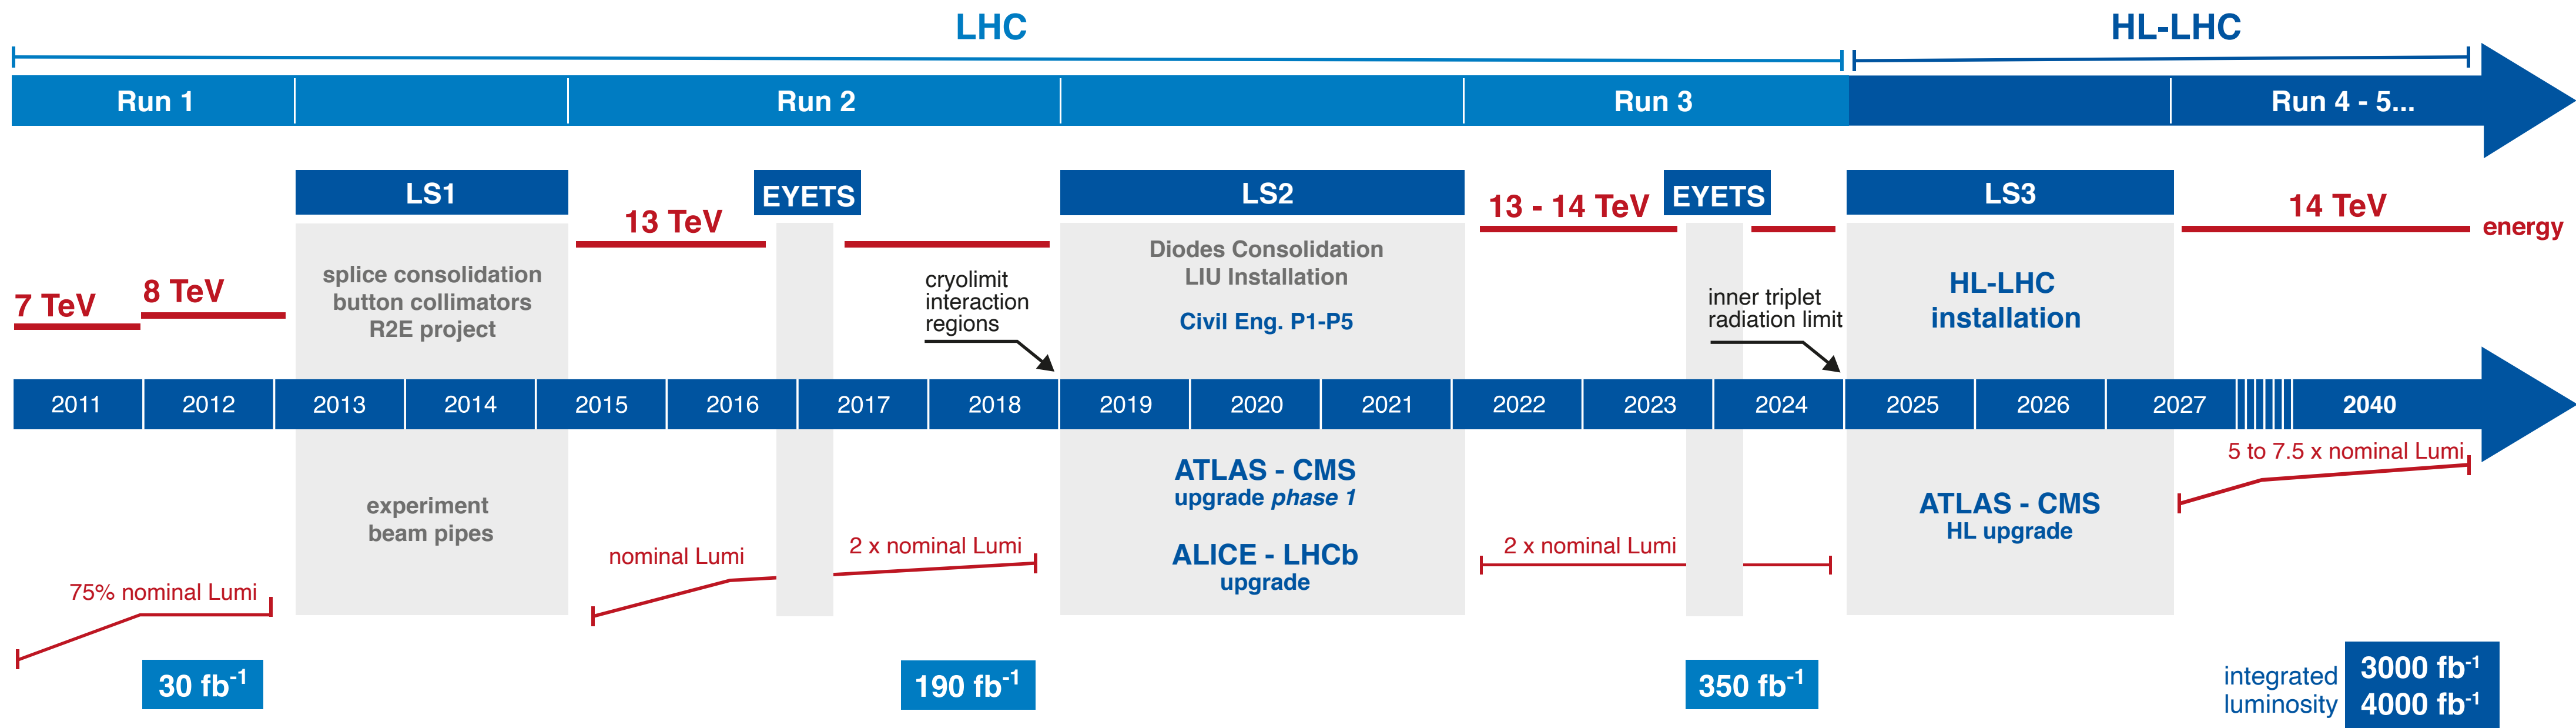 LHC
HL-LHC
Run 1
Run 2
Run 3
Run 4 - 5...
LS1
EYETS
LS2
EYETS
LS3
7 TeV
8 TeV
13 TeV
13 - 14 TeV
14 TeV
energy
splice consolidation
button collimators
R2E project
cryolimit
interaction
regions
Diodes Consolidation
LIU Installation
Civil Eng. P1-P5
inner triplet
radiation limit
HL-LHC
installation
2011
2012
2013
2014
2015
2016
2017
2018
2019
2020
2021
2022
2023
2024
2025
2026
2027
2040
75% nominal Lumi
experiment
beam pipes
nominal Lumi
2 x nominal Lumi
ATLAS - CMS
upgrade phase 1
ALICE - LHCb
upgrade
2 x nominal Lumi
ATLAS - CMS
HL upgrade
5 to 7.5 x nominal Lumi
30 fb⁻¹
190 fb⁻¹
350 fb⁻¹
integrated
luminosity
3000 fb⁻¹
4000 fb⁻¹